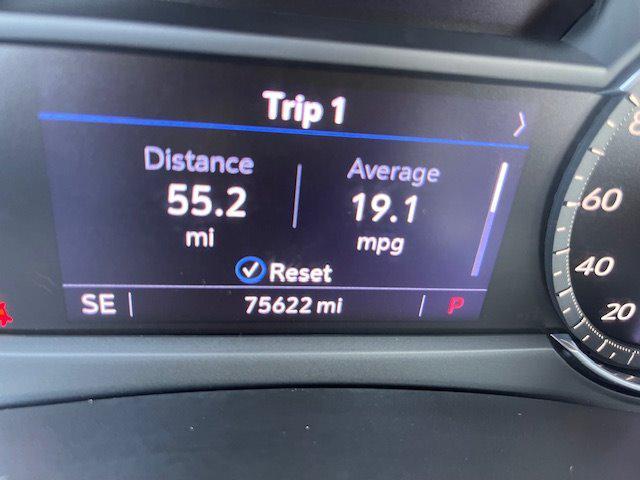 Trip 1
Distance Average
55.2 19.1
mi mpg
Reset
SE 75622 mi P
60
40
20